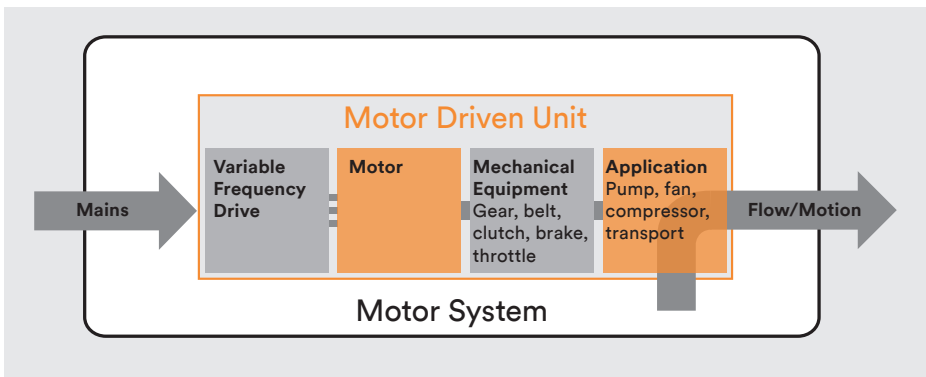 Motor Driven Unit
Mains
Variable
Frequency
Drive
Motor
Mechanical
Equipment
Gear, belt,
clutch, brake,
throttle
Application
Pump, fan,
compressor,
transport
Flow/Motion
Motor System